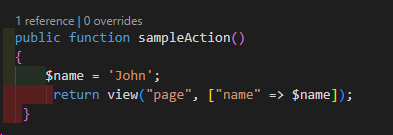 1 reference | 0 overrides
public function sampleAction()
{
$name = 'John';
return view("page", ["name" => $name]);
}